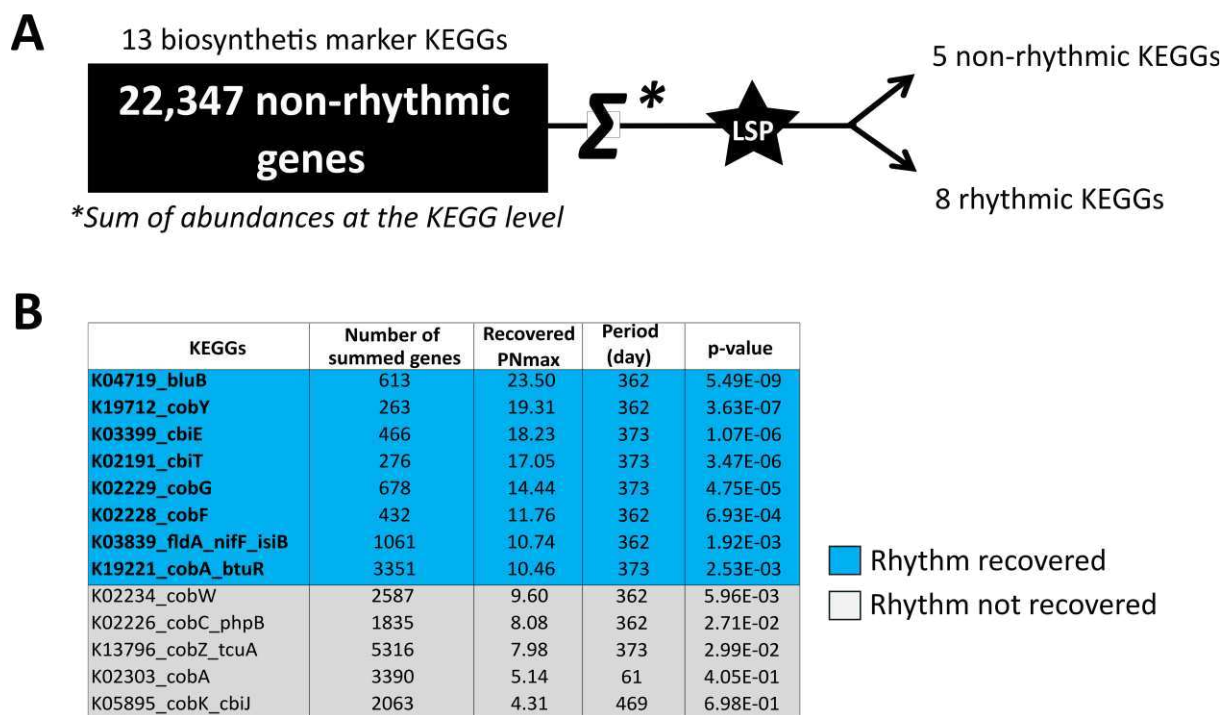 A
13 biosynthetis marker KEGGs
22,347 non-rhythmic
genes
Σ*
LSP
5 non-rhythmic KEGGs
8 rhythmic KEGGs
*Sum of abundances at the KEGG level
B
KEGGs Number of summed genes Recovered PNmax Period (day) p-value
K04719_bluB 613 23.50 362 5.49E-09
K19712_cobY 263 19.31 362 3.63E-07
K03399_cbiE 466 18.23 373 1.07E-06
K02191_cbiT 276 17.05 373 3.47E-06
K02229_cobG 678 14.44 373 4.75E-05
K02228_cobF 432 11.76 362 6.93E-04
K03839_fldA_nifF_isiB 1061 10.74 362 1.92E-03
K19221_cobA_btuR 3351 10.46 373 2.53E-03
K02234_cobW 2587 9.60 362 5.96E-03
K02226_cobC_phpB 1835 8.08 362 2.71E-02
K13796_cobZ_tcuA 5316 7.98 373 2.99E-02
K02303_cobA 3390 5.14 61 4.05E-01
K05895_cobK_cbiJ 2063 4.31 469 6.98E-01
Rhythm recovered
Rhythm not recovered